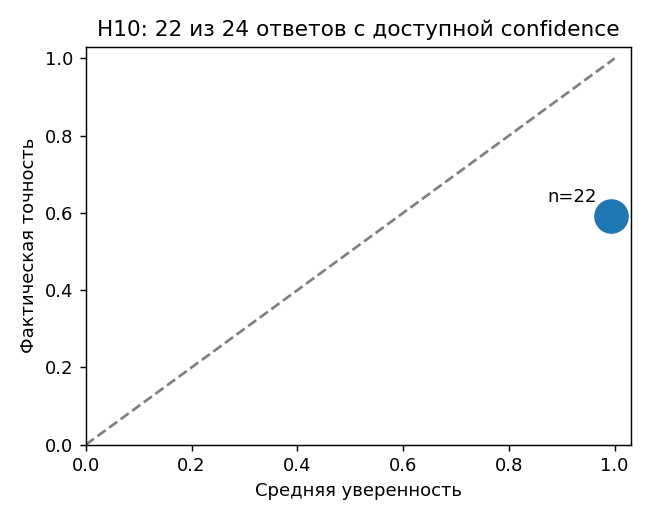 H10: 22 из 24 ответов с доступной confidence
1.0
0.8
0.6
0.4
0.2
0.0
Фактическая точность
n=22
0.0 0.2 0.4 0.6 0.8 1.0
Средняя уверенность